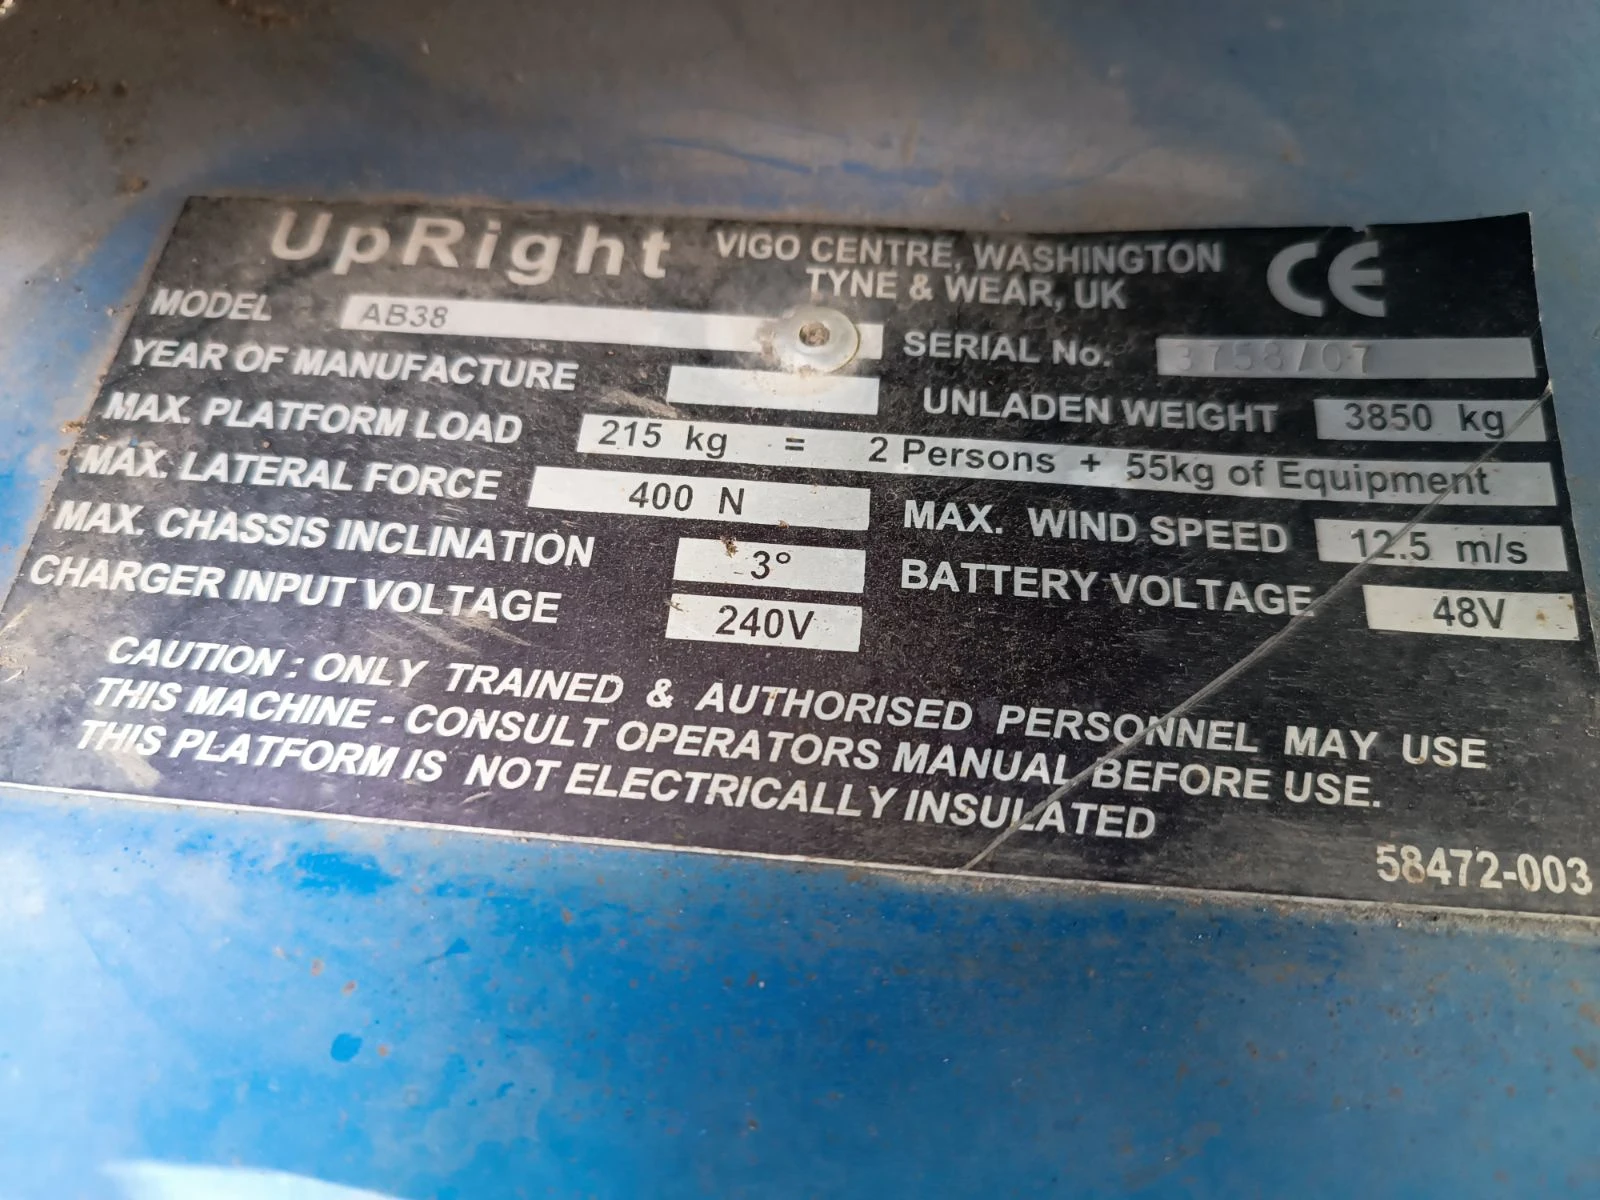 UpRight VIGO CENTRE, WASHINGTON
TYNE & WEAR, UK CE
MODEL AB38 SERIAL No. 3758/07
YEAR OF MANUFACTURE UNLADEN WEIGHT 3850 kg
MAX. PLATFORM LOAD 215 kg = 2 Persons + 55kg of Equipment
MAX. LATERAL FORCE 400 N MAX. WIND SPEED 12.5 m/s
MAX. CHASSIS INCLINATION 3° BATTERY VOLTAGE 48V
CHARGER INPUT VOLTAGE 240V
CAUTION : ONLY TRAINED & AUTHORISED PERSONNEL MAY USE
THIS MACHINE - CONSULT OPERATORS MANUAL BEFORE USE.
THIS PLATFORM IS NOT ELECTRICALLY INSULATED
58472-003